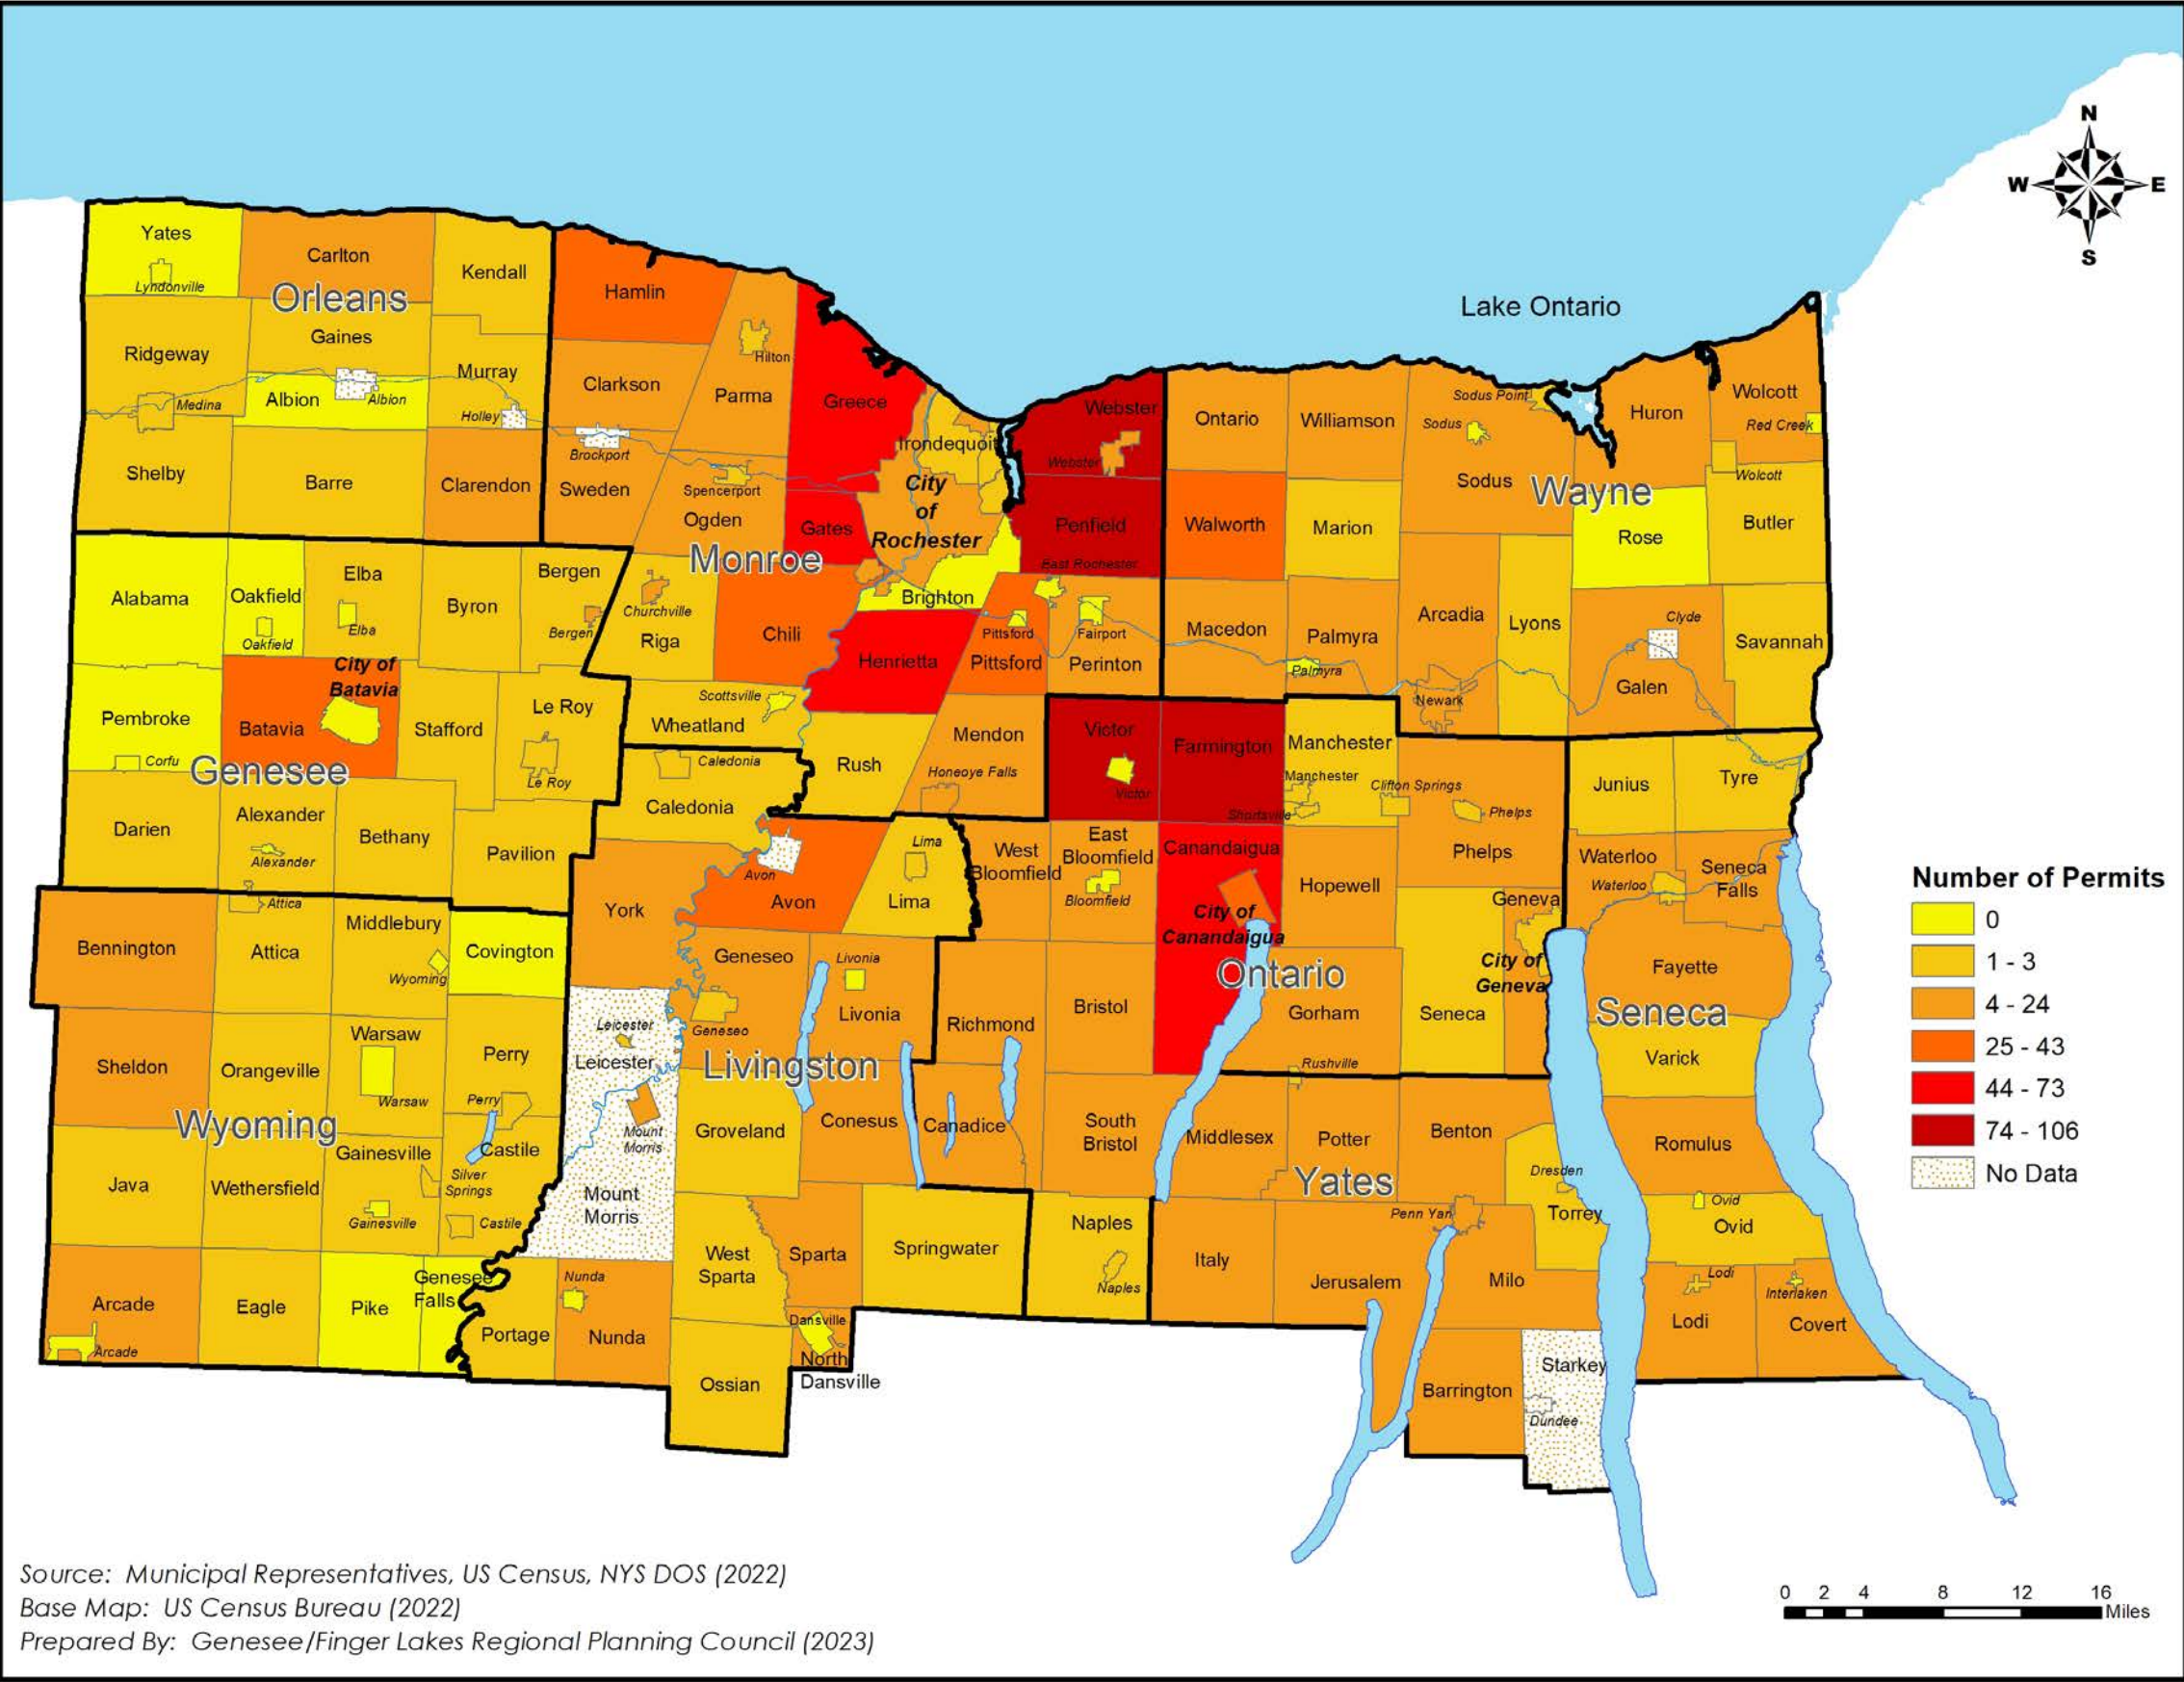 N
W
E
S
Lake Ontario
Yates
Lyndonville
Carlton
Kendall
Orleans
Gaines
Ridgeway
Murray
Medina
Albion
Albion
Holley
Shelby
Barre
Clarendon
Hamlin
Hilton
Clarkson
Parma
Greece
Brockport
Irondequoit
Sweden
Spencerport
Ogden
Gates
City
of
Rochester
Monroe
Webster
Webster
Penfield
East Rochester
Brighton
Churchville
Riga
Chili
Henrietta
Pittsford
Pittsford
Fairport
Perinton
Scottsville
Wheatland
Rush
Mendon
Honeoye Falls
Ontario
Williamson
Sodus Point
Sodus
Sodus
Huron
Wolcott
Red Creek
Wolcott
Wayne
Walworth
Marion
Rose
Butler
Macedon
Palmyra
Palmyra
Arcadia
Newark
Lyons
Clyde
Galen
Savannah
Alabama
Oakfield
Oakfield
Elba
Elba
Byron
Bergen
Bergen
City of
Batavia
Batavia
Pembroke
Corfu
Stafford
Le Roy
Le Roy
Genesee
Darien
Alexander
Alexander
Bethany
Pavilion
Bennington
Attica
Attica
Middlebury
Wyoming
Covington
Sheldon
Orangeville
Warsaw
Warsaw
Perry
Perry
Wyoming
Java
Wethersfield
Gainesville
Gainesville
Silver
Springs
Castile
Castile
Arcade
Arcade
Eagle
Pike
Genesee
Falls
Caledonia
Caledonia
York
Avon
Avon
Lima
Lima
Geneseo
Geneseo
Livonia
Livonia
Leicester
Leicester
Livingston
Mount
Morris
Mount
Morris
Groveland
Conesus
Portage
Nunda
Nunda
West
Sparta
Sparta
Springwater
Ossian
Dansville
North
Dansville
Victor
Victor
Farmington
Manchester
Manchester
Shortsville
Clifton Springs
Phelps
Phelps
West
Bloomfield
East
Bloomfield
Bloomfield
Canandaigua
City of
Canandaigua
Hopewell
Geneva
City of
Geneva
Seneca
Ontario
Gorham
Rushville
Richmond
Bristol
Canadice
South
Bristol
Naples
Naples
Junius
Tyre
Waterloo
Waterloo
Seneca
Falls
Fayette
Seneca
Varick
Romulus
Ovid
Ovid
Lodi
Lodi
Interlaken
Covert
Middlesex
Potter
Benton
Dresden
Torrey
Yates
Penn Yan
Italy
Jerusalem
Milo
Barrington
Starkey
Dundee
Number of Permits
0
1 - 3
4 - 24
25 - 43
44 - 73
74 - 106
No Data
0 2 4 8 12 16
Miles
Source: Municipal Representatives, US Census, NYS DOS (2022)
Base Map: US Census Bureau (2022)
Prepared By: Genesee/Finger Lakes Regional Planning Council (2023)